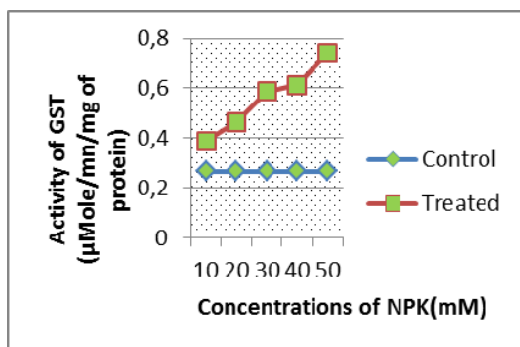 Activity of GST
(µMole/mn/mg of
protein)
0,8
0,6
0,4
0,2
0
10 20 30 40 50
Concentrations of NPK(mM)
Control
Treated